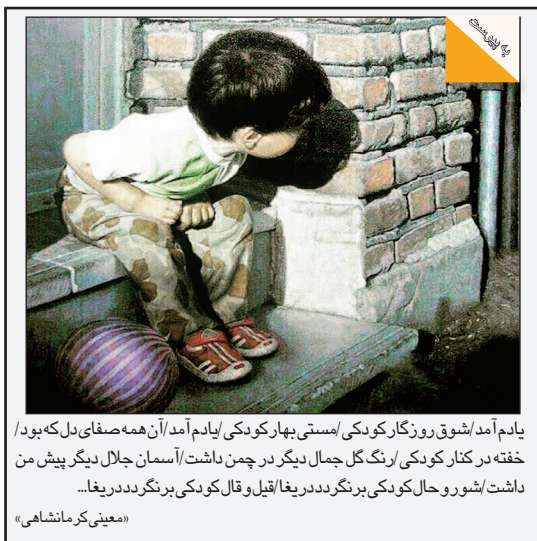 به پیوست
یادم آمد/شوق روزگار کودکی/مستی بهار کودکی/یادم آمد/آن همه صفای دل که بود/
خفته در کنار کودکی/رنگ گل جمال دیگر در چمن داشت/آسمان جلال دیگر پیش من
داشت/شور و حال کودکی برنگردد دریغا/قیل و قال کودکی برنگردد دریغا...
«معینی کرمانشاهی»